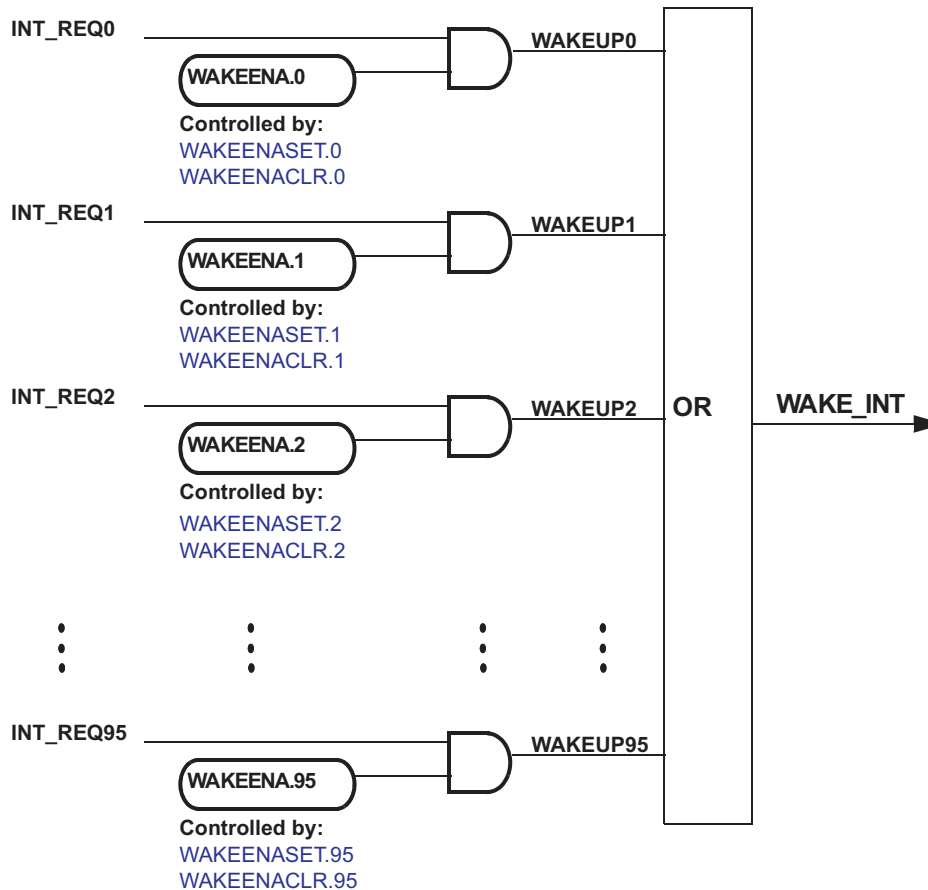 INT_REQ0
WAKEUP0
WAKEENA.0
Controlled by:
WAKEENASET.0
WAKEENACLR.0
INT_REQ1
WAKEUP1
WAKEENA.1
Controlled by:
WAKEENASET.1
WAKEENACLR.1
INT_REQ2
WAKEUP2
OR
WAKE_INT
WAKEENA.2
Controlled by:
WAKEENASET.2
WAKEENACLR.2
INT_REQ95
WAKEUP95
WAKEENA.95
Controlled by:
WAKEENASET.95
WAKEENACLR.95